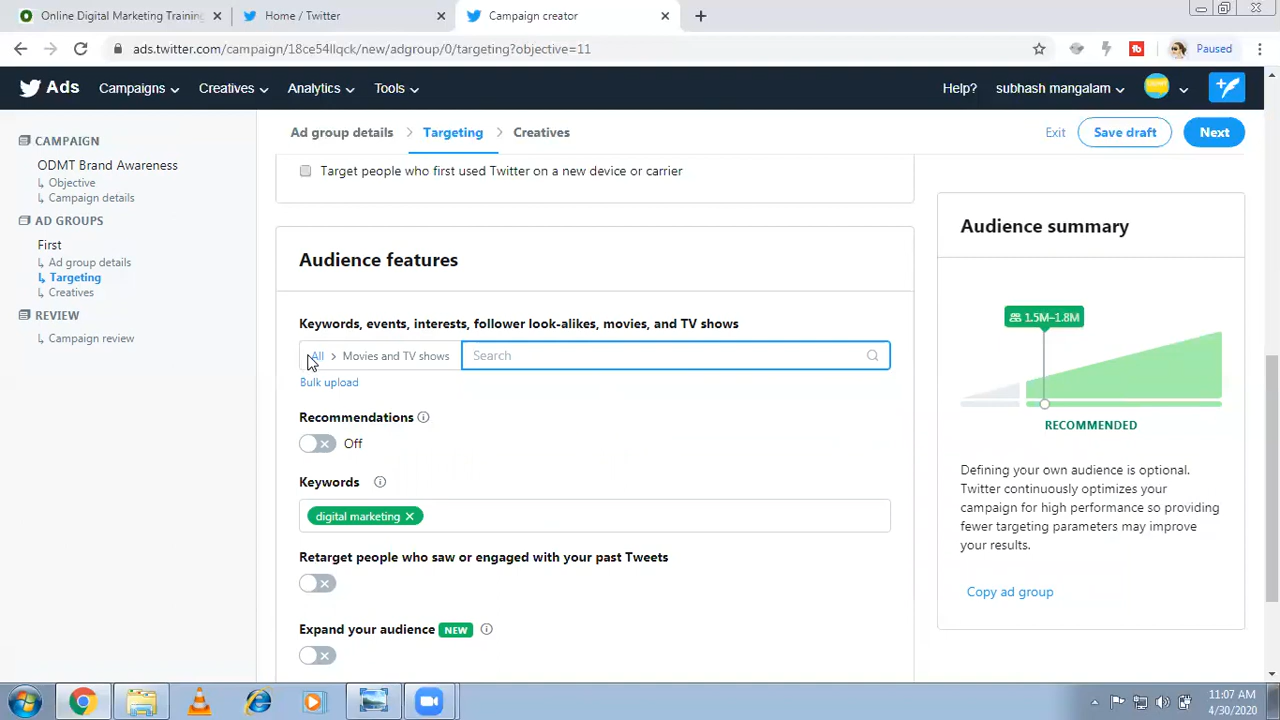 Online Digital Marketing Training
Home / Twitter
Campaign creator
ads.twitter.com/campaign/18ce54llqck/new/adgroup/0/targeting?objective=11
Paused
Ads
Campaigns
Creatives
Analytics
Tools
Help?
subhash mangalam
CAMPAIGN
ODMT Brand Awareness
Objective
Campaign details
AD GROUPS
First
Ad group details
Targeting
Creatives
REVIEW
Campaign review
Ad group details
Targeting
Creatives
Exit
Save draft
Next
Target people who first used Twitter on a new device or carrier
Audience features
Keywords, events, interests, follower look-alikes, movies, and TV shows
All > Movies and TV shows
Search
Bulk upload
Recommendations
Off
Keywords
digital marketing
Retarget people who saw or engaged with your past Tweets
Expand your audience NEW
Audience summary
1.5M–1.8M
RECOMMENDED
Defining your own audience is optional.
Twitter continuously optimizes your
campaign for high performance so providing
fewer targeting parameters may improve
your results.
Copy ad group
11:07 AM
4/30/2020